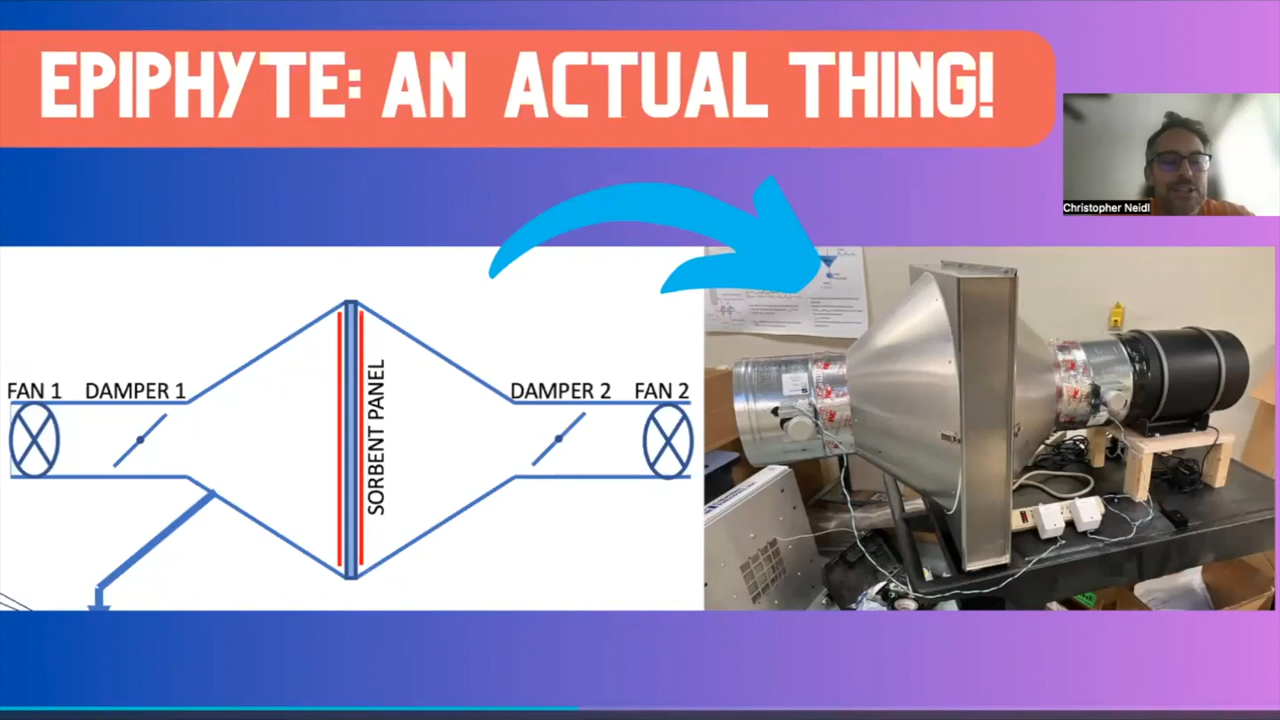 EPIPHYTE: AN ACTUAL THING!
Christopher Neidl
FAN 1 DAMPER 1
SORBENT PANEL
DAMPER 2 FAN 2